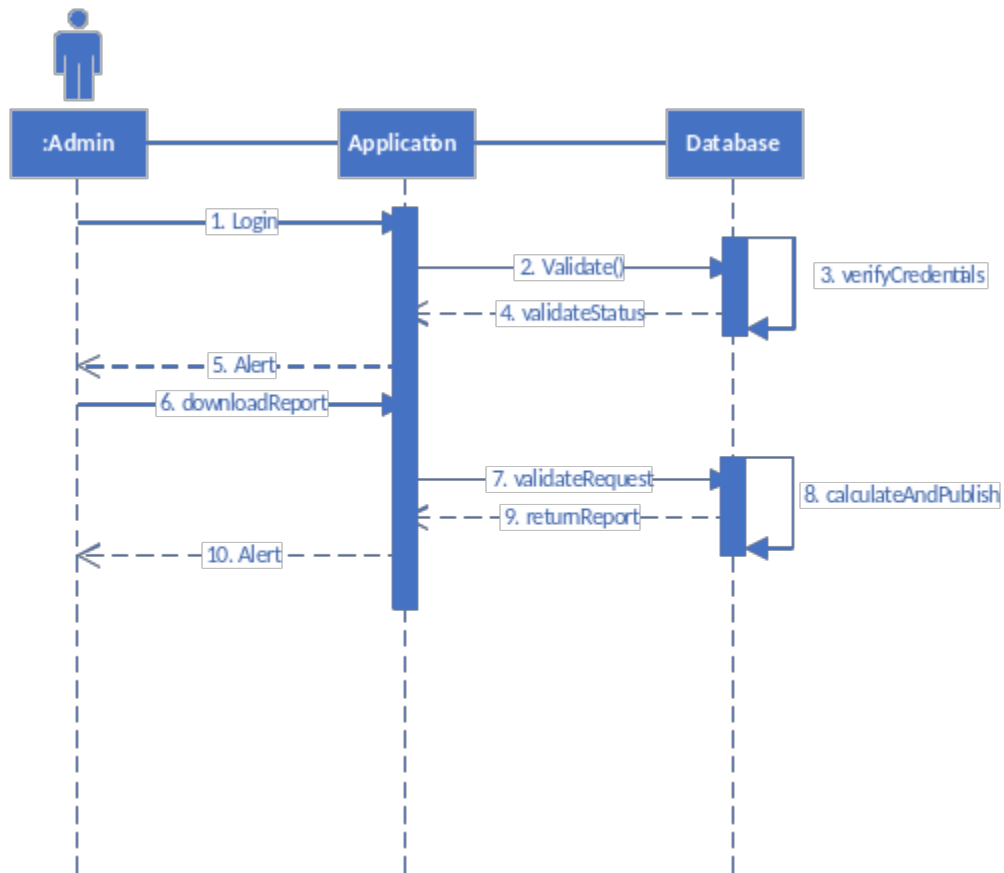 :Admin
Application
Database
1. Login
2. Validate()
3. verifyCredentials
4. validateStatus
5. Alert
6. downloadReport
7. validateRequest
8. calculateAndPublish
9. returnReport
10. Alert